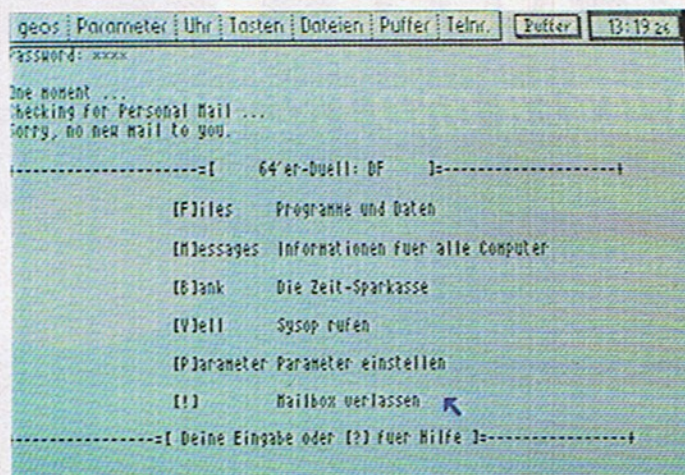 geos Parameter Uhr Tasten Dateien Puffer Telnr. Puffer 13:19 26
Password: xxxx
One moment ...
Checking for Personal Mail ...
Sorry, no new mail to you.
-------------------=[ 64'er-Duell: DF ]=--------------------
[F]iles Programme und Daten
[M]essages Informationen fuer alle Computer
[B]ank Die Zeit-Sparkasse
[Y]ell Sysop rufen
[P]arameter Parameter einstellen
[!] Mailbox verlassen
---------------=[ Deine Eingabe oder [?] fuer Hilfe ]=----------------